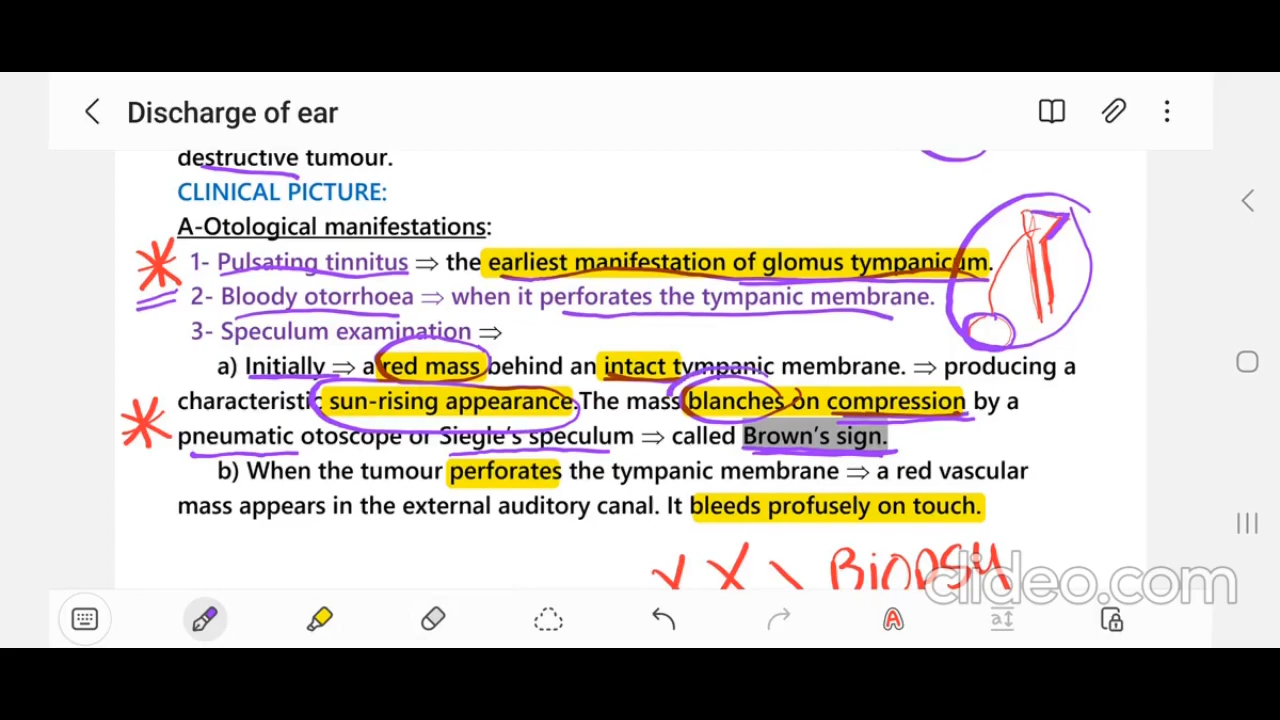 Discharge of ear
destructive tumour.
CLINICAL PICTURE:
A-Otological manifestations:
1- Pulsating tinnitus ⇒ the earliest manifestation of glomus tympanicum.
2- Bloody otorrhoea ⇒ when it perforates the tympanic membrane.
3- Speculum examination ⇒
a) Initially ⇒ a red mass behind an intact tympanic membrane. ⇒ producing a
characteristic sun-rising appearance.The mass blanches on compression by a
pneumatic otoscope or Siegle's speculum ⇒ called Brown's sign.
b) When the tumour perforates the tympanic membrane ⇒ a red vascular
mass appears in the external auditory canal. It bleeds profusely on touch.
Biopsy
clideo.com